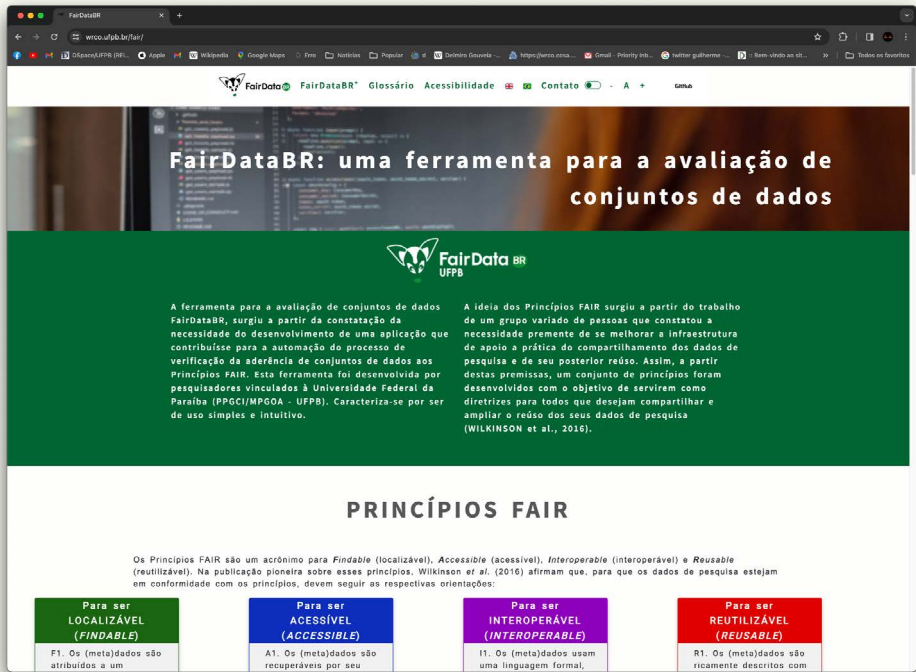 FairDataBR
wrco.ufpb.br/fair/
DSpace/UFPB (REI...
Apple
Wikipedia
Google Maps
Free
Notícias
Popular
Delmiro Gouveia -...
Gmail - Priority Inb...
twitter guilherme -...
:: Bem-vindo ao sit...
Todos os favoritos
FairData BR
FairDataBR+
Glossário
Acessibilidade
Contato
- A +
GitHub
FairDataBR: uma ferramenta para a avaliação de
conjuntos de dados
FairData BR
UFPB
A ferramenta para a avaliação de conjuntos de dados
FairDataBR, surgiu a partir da constatação da
necessidade do desenvolvimento de uma aplicação que
contribuísse para a automação do processo de
verificação da aderência de conjuntos de dados aos
Princípios FAIR. Esta ferramenta foi desenvolvida por
pesquisadores vinculados à Universidade Federal da
Paraíba (PPGCI/MPGOA - UFPB). Caracteriza-se por ser
de uso simples e intuitivo.
A ideia dos Princípios FAIR surgiu a partir do trabalho
de um grupo variado de pessoas que constatou a
necessidade premente de se melhorar a infraestrutura
de apoio a prática do compartilhamento dos dados de
pesquisa e de seu posterior reúso. Assim, a partir
destas premissas, um conjunto de princípios foram
desenvolvidos com o objetivo de servirem como
diretrizes para todos que desejam compartilhar e
ampliar o reúso dos seus dados de pesquisa
(WILKINSON et al., 2016).
PRINCÍPIOS FAIR
Os Princípios FAIR são um acrônimo para Findable (localizável), Accessible (acessível), Interoperable (interoperável) e Reusable
(reutilizável). Na publicação pioneira sobre esses princípios, Wilkinson et al. (2016) afirmam que, para que os dados de pesquisa estejam
em conformidade com os princípios, devem seguir as respectivas orientações:
Para ser
LOCALIZÁVEL
(FINDABLE)
F1. Os (meta)dados são
atribuídos a um
Para ser
ACESSÍVEL
(ACCESSIBLE)
A1. Os (meta)dados são
recuperáveis por seu
Para ser
INTEROPERÁVEL
(INTEROPERABLE)
I1. Os (meta)dados usam
uma linguagem formal,
Para ser
REUTILIZÁVEL
(REUSABLE)
R1. Os (meta)dados são
ricamente descritos com